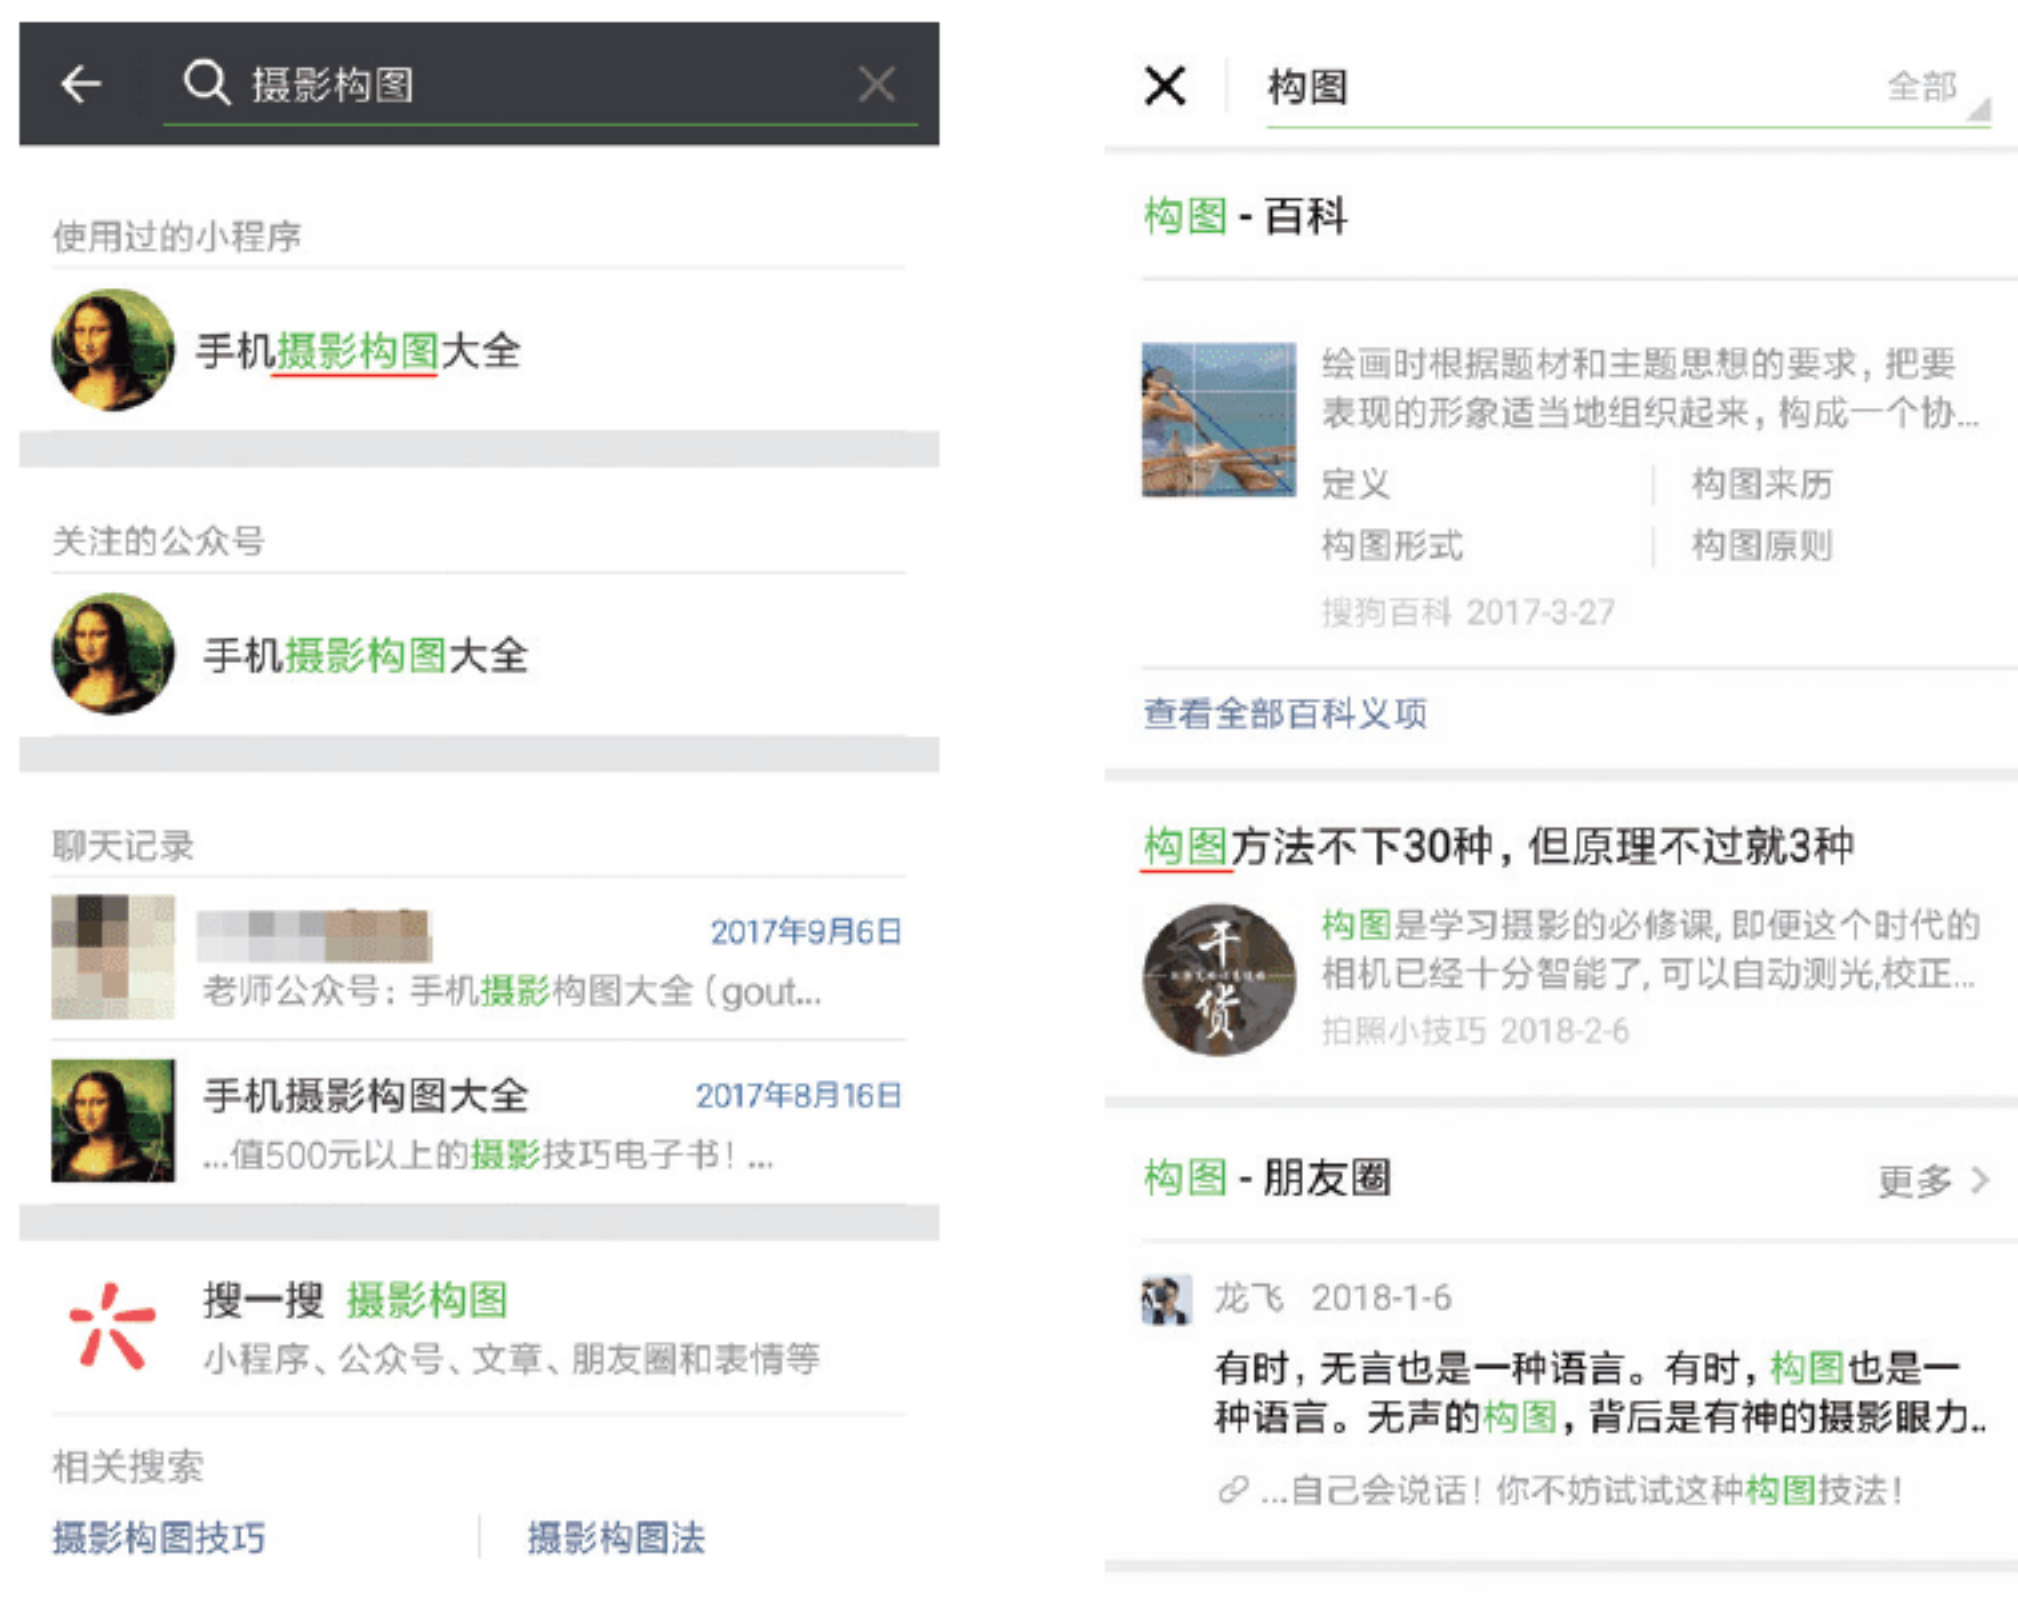 摄影构图
使用过的小程序
手机摄影构图大全
关注的公众号
手机摄影构图大全
聊天记录
2017年9月6日
老师公众号：手机摄影构图大全（gout...
手机摄影构图大全 2017年8月16日
...值500元以上的摄影技巧电子书！...
搜一搜 摄影构图
小程序、公众号、文章、朋友圈和表情等
相关搜索
摄影构图技巧 摄影构图法
构图 全部
构图 - 百科
绘画时根据题材和主题思想的要求，把要
表现的形象适当地组织起来，构成一个协...
定义 构图来历
构图形式 构图原则
搜狗百科 2017-3-27
查看全部百科义项
构图方法不下30种，但原理不过就3种
干
货
构图是学习摄影的必修课,即便这个时代的
相机已经十分智能了,可以自动测光,校正...
拍照小技巧 2018-2-6
构图 - 朋友圈 更多
龙飞 2018-1-6
有时，无言也是一种语言。有时，构图也是一
种语言。无声的构图，背后是有神的摄影眼力..
...自己会说话！你不妨试试这种构图技法！